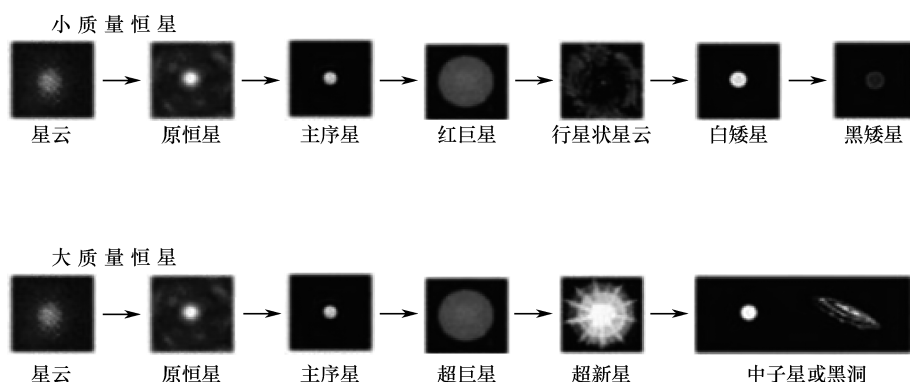 小质量恒星
星云 原恒星 主序星 红巨星 行星状星云 白矮星 黑矮星
大质量恒星
星云 原恒星 主序星 超巨星 超新星 中子星或黑洞